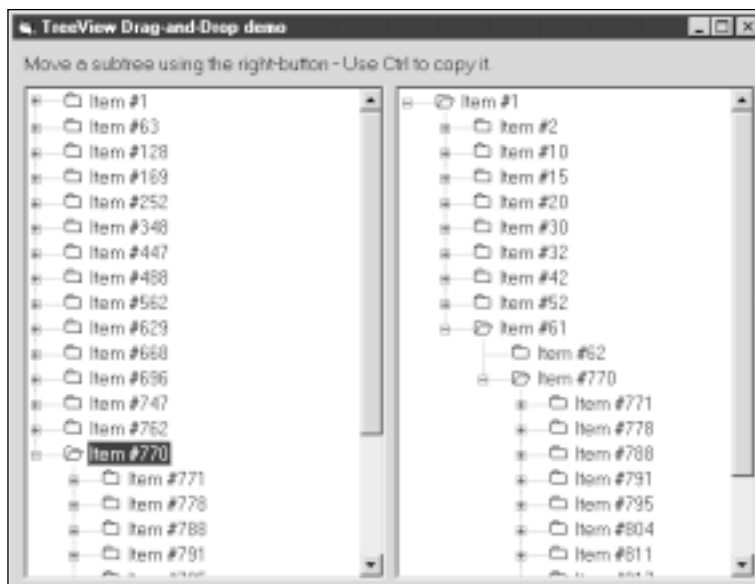 TreeView Drag-and-Drop demo
Move a subtree using the right-button - Use Ctrl to copy it.
Item #1
Item #63
Item #128
Item #169
Item #252
Item #348
Item #447
Item #488
Item #562
Item #629
Item #668
Item #696
Item #747
Item #762
Item #770
Item #771
Item #778
Item #788
Item #791
Item #1
Item #2
Item #10
Item #15
Item #20
Item #30
Item #32
Item #42
Item #52
Item #61
Item #62
Item #770
Item #771
Item #778
Item #788
Item #791
Item #795
Item #804
Item #811